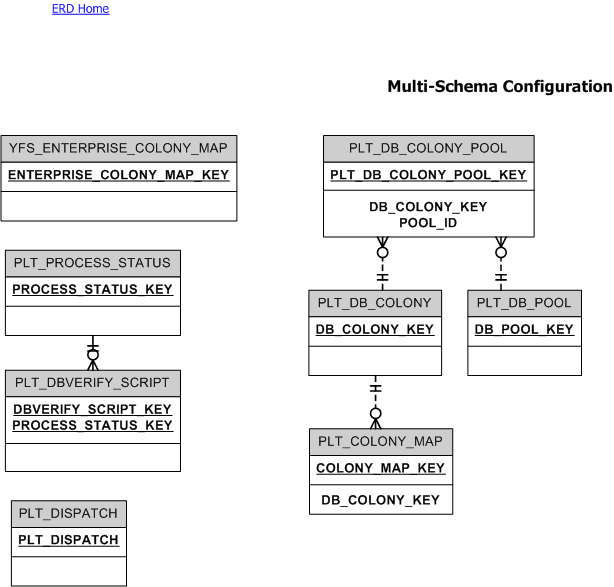 ERD Home
Multi-Schema Configuration
YFS_ENTERPRISE_COLONY_MAP
ENTERPRISE_COLONY_MAP_KEY
PLT_DB_COLONY_POOL
PLT_DB_COLONY_POOL_KEY
DB_COLONY_KEY
POOL_ID
PLT_PROCESS_STATUS
PROCESS_STATUS_KEY
PLT_DB_COLONY
DB_COLONY_KEY
PLT_DB_POOL
DB_POOL_KEY
PLT_DBVERIFY_SCRIPT
DBVERIFY_SCRIPT_KEY
PROCESS_STATUS_KEY
PLT_COLONY_MAP
COLONY_MAP_KEY
DB_COLONY_KEY
PLT_DISPATCH
PLT_DISPATCH